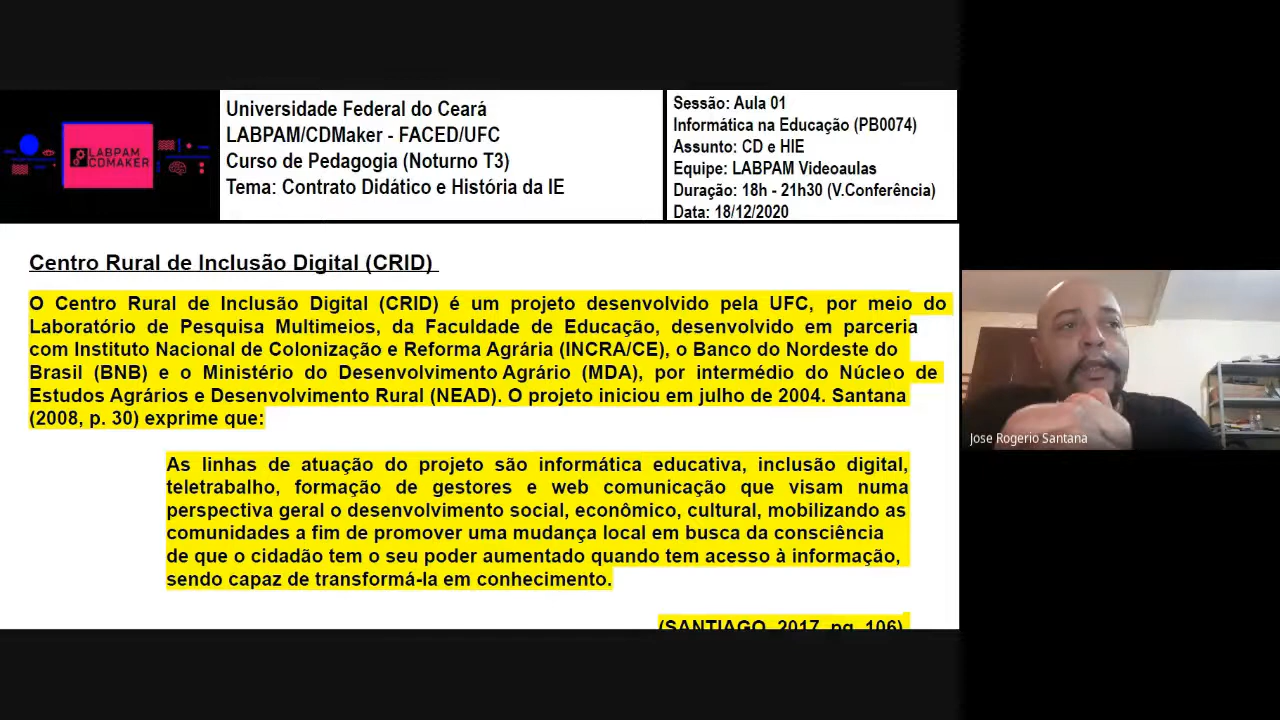 LABPAM
CDMAKER
Universidade Federal do Ceará
LABPAM/CDMaker - FACED/UFC
Curso de Pedagogia (Noturno T3)
Tema: Contrato Didático e História da IE
Sessão: Aula 01
Informática na Educação (PB0074)
Assunto: CD e HIE
Equipe: LABPAM Videoaulas
Duração: 18h - 21h30 (V.Conferência)
Data: 18/12/2020
Centro Rural de Inclusão Digital (CRID)
O Centro Rural de Inclusão Digital (CRID) é um projeto desenvolvido pela UFC, por meio do
Laboratório de Pesquisa Multimeios, da Faculdade de Educação, desenvolvido em parceria
com Instituto Nacional de Colonização e Reforma Agrária (INCRA/CE), o Banco do Nordeste do
Brasil (BNB) e o Ministério do Desenvolvimento Agrário (MDA), por intermédio do Núcleo de
Estudos Agrários e Desenvolvimento Rural (NEAD). O projeto iniciou em julho de 2004. Santana
(2008, p. 30) exprime que:
As linhas de atuação do projeto são informática educativa, inclusão digital,
teletrabalho, formação de gestores e web comunicação que visam numa
perspectiva geral o desenvolvimento social, econômico, cultural, mobilizando as
comunidades a fim de promover uma mudança local em busca da consciência
de que o cidadão tem o seu poder aumentado quando tem acesso à informação,
sendo capaz de transformá-la em conhecimento.
(SANTIAGO, 2017, pg. 106)
Jose Rogerio Santana